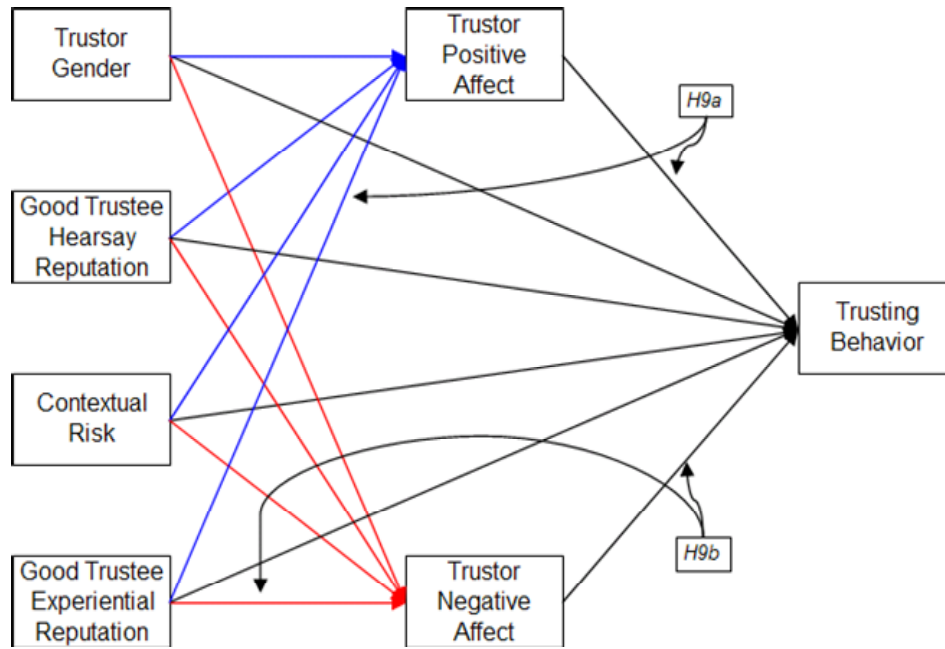 Trustor
Gender
Trustor
Positive
Affect
H9a
Good Trustee
Hearsay
Reputation
Trusting
Behavior
Contextual
Risk
H9b
Good Trustee
Experiential
Reputation
Trustor
Negative
Affect